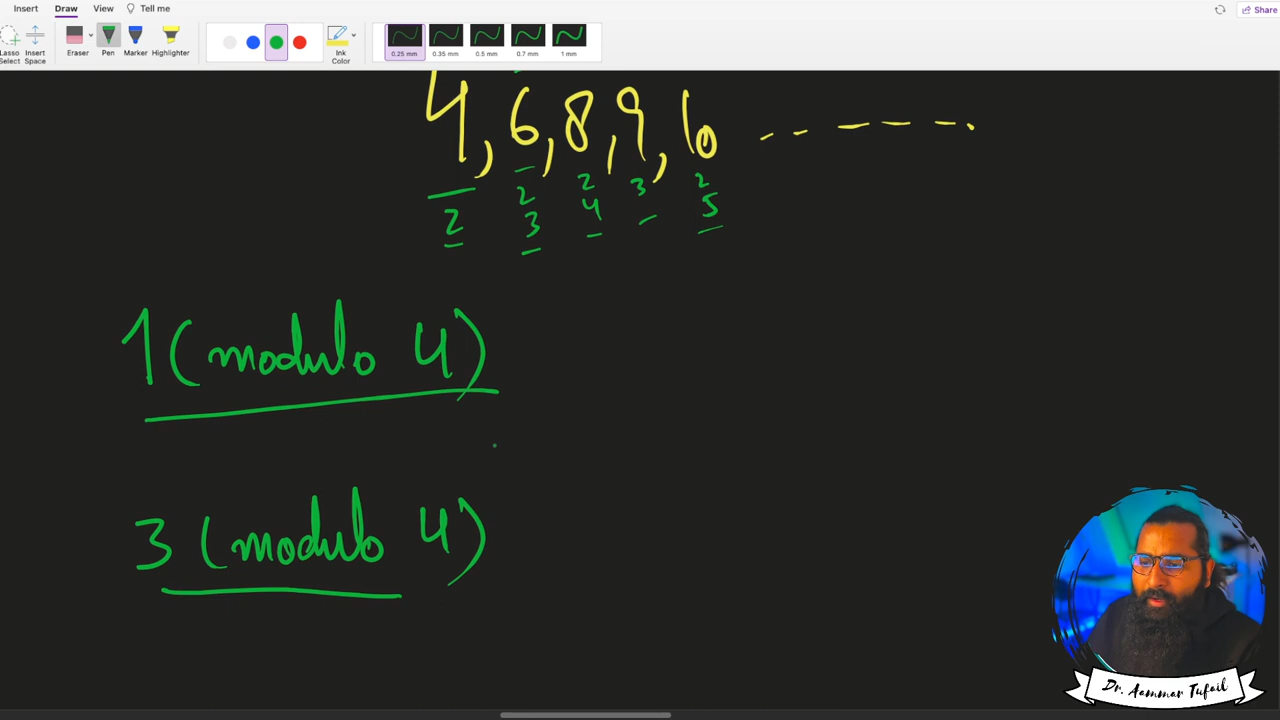 Insert Draw View Tell me Share
Lasso Select Insert Space Eraser Pen Marker Highlighter Ink Color 0.25 mm 0.35 mm 0.5 mm 0.7 mm 1 mm
4, 6, 8, 9, 10 -------.
2 2 3 2
2 3 4 5
1 (modulo 4)
3 (modulo 4)
Dr. Aammar Tufail